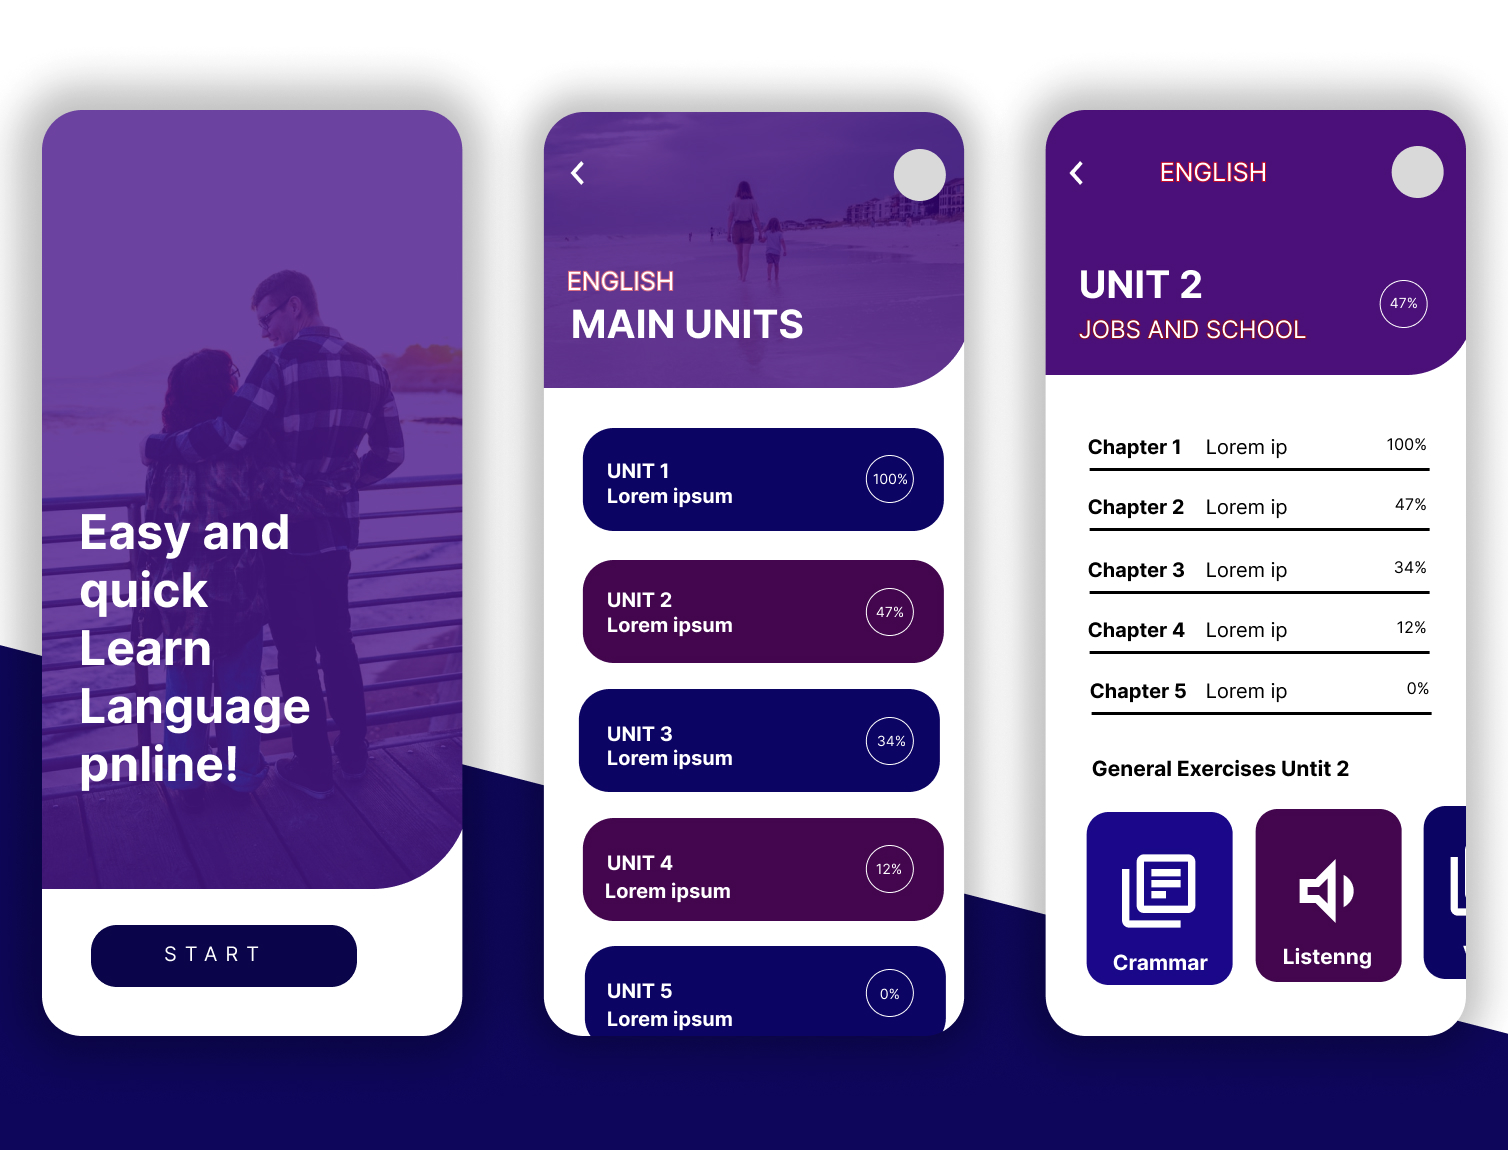 Easy and
quick
Learn
Language
pnline!
START
ENGLISH
MAIN UNITS
UNIT 1
Lorem ipsum
100%
UNIT 2
Lorem ipsum
47%
UNIT 3
Lorem ipsum
34%
UNIT 4
Lorem ipsum
12%
UNIT 5
Lorem ipsum
0%
ENGLISH
UNIT 2
JOBS AND SCHOOL
47%
Chapter 1 Lorem ip 100%
Chapter 2 Lorem ip 47%
Chapter 3 Lorem ip 34%
Chapter 4 Lorem ip 12%
Chapter 5 Lorem ip 0%
General Exercises Untit 2
Crammar
Listenng